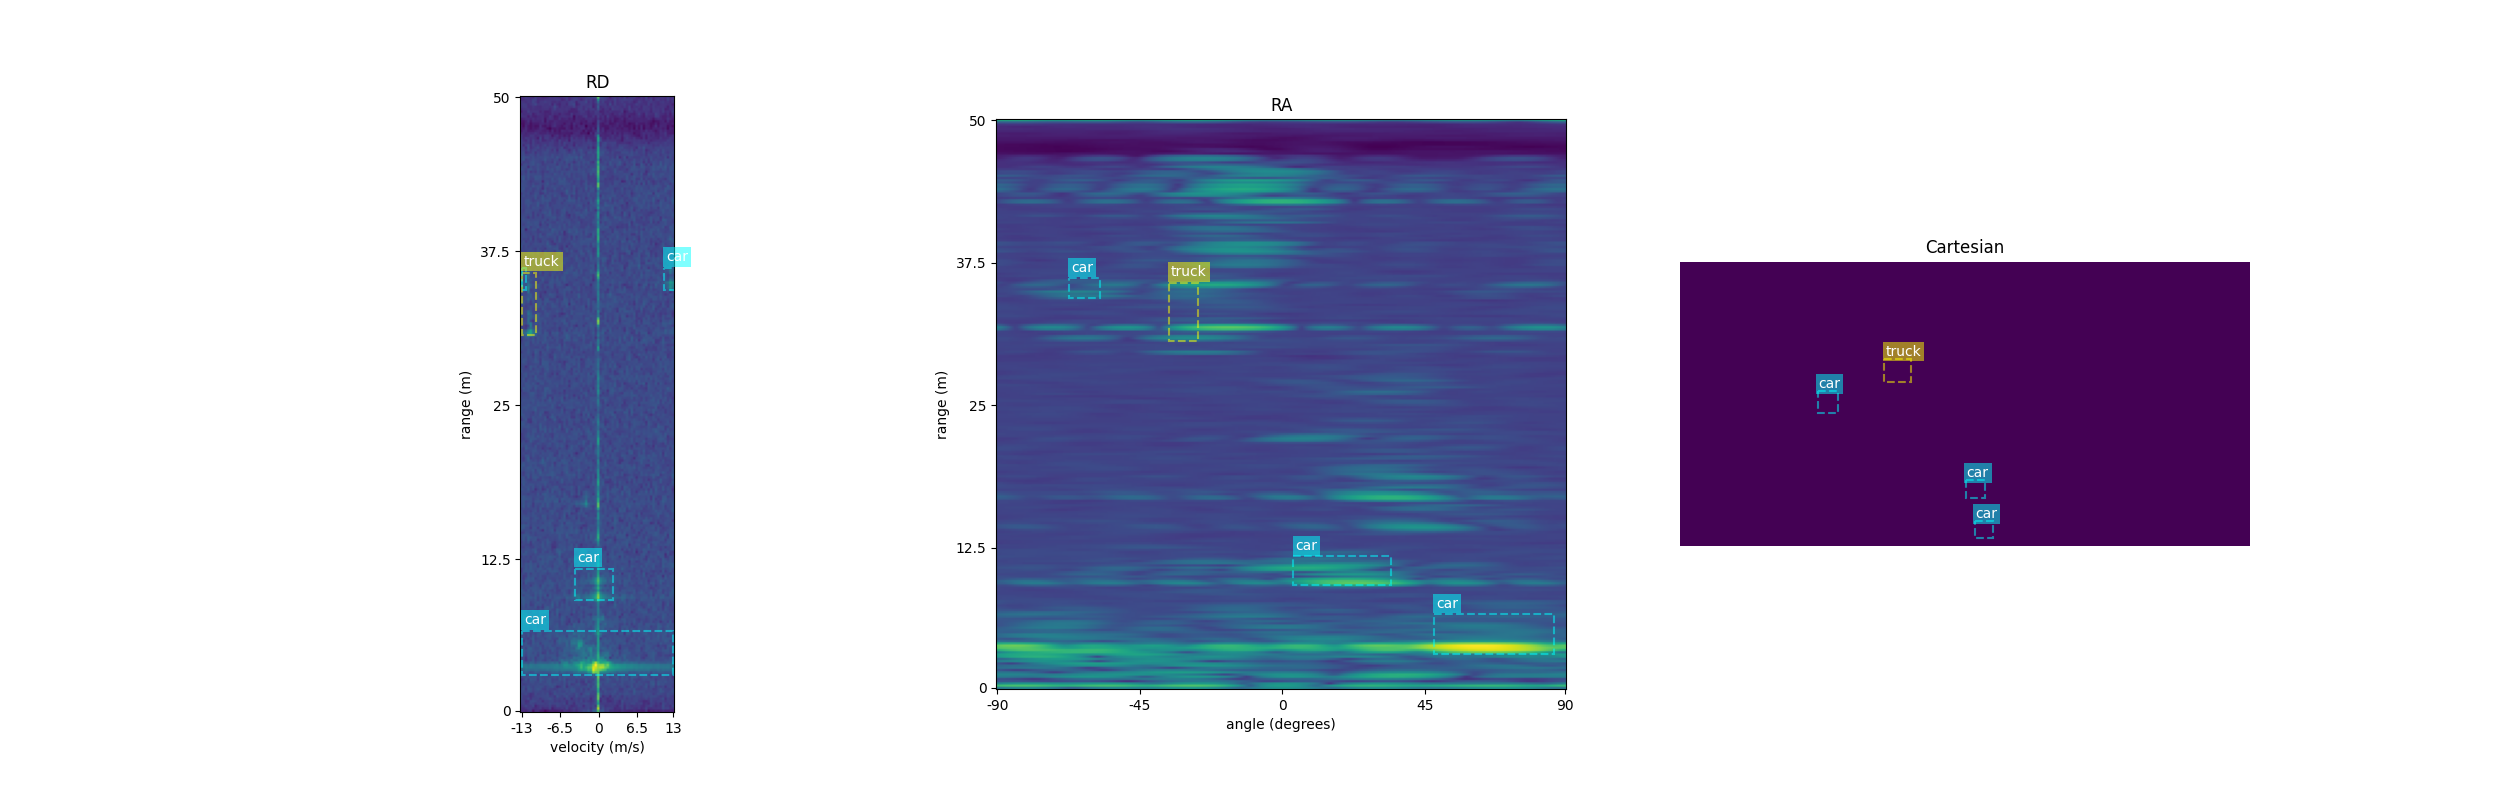 RD
50
37.5
25
12.5
0
range (m)
-13
-6.5
0
6.5
13
velocity (m/s)
truck
car
car
car
RA
50
37.5
25
12.5
0
range (m)
-90
-45
0
45
90
angle (degrees)
car
truck
car
car
Cartesian
truck
car
car
car